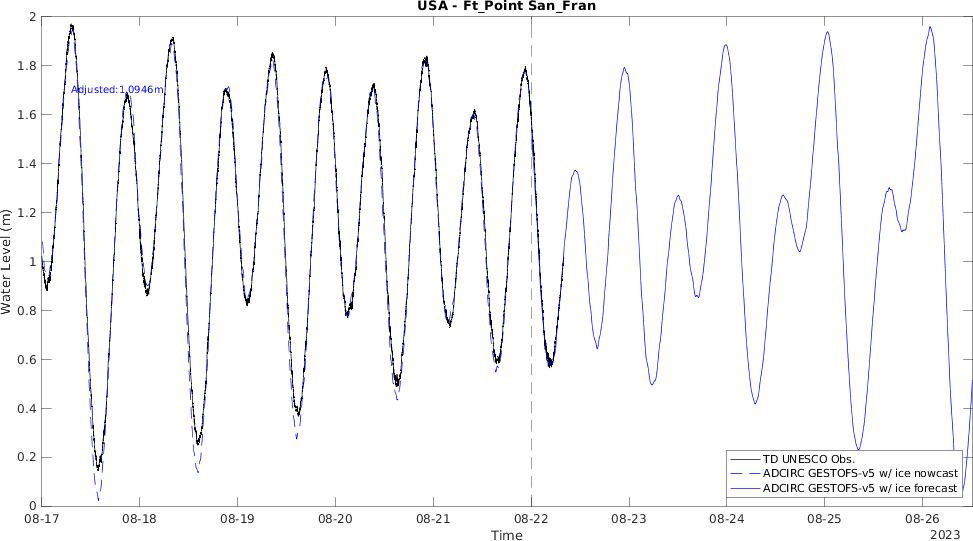 USA - Ft_Point San_Fran
2
1.8
1.6
1.4
1.2
1
0.8
0.6
0.4
0.2
0
Water Level (m)
Adjusted:1.0946m
TD UNESCO Obs.
ADCIRC GESTOFS-v5 w/ ice nowcast
ADCIRC GESTOFS-v5 w/ ice forecast
08-17 08-18 08-19 08-20 08-21 08-22 08-23 08-24 08-25 08-26
Time
2023